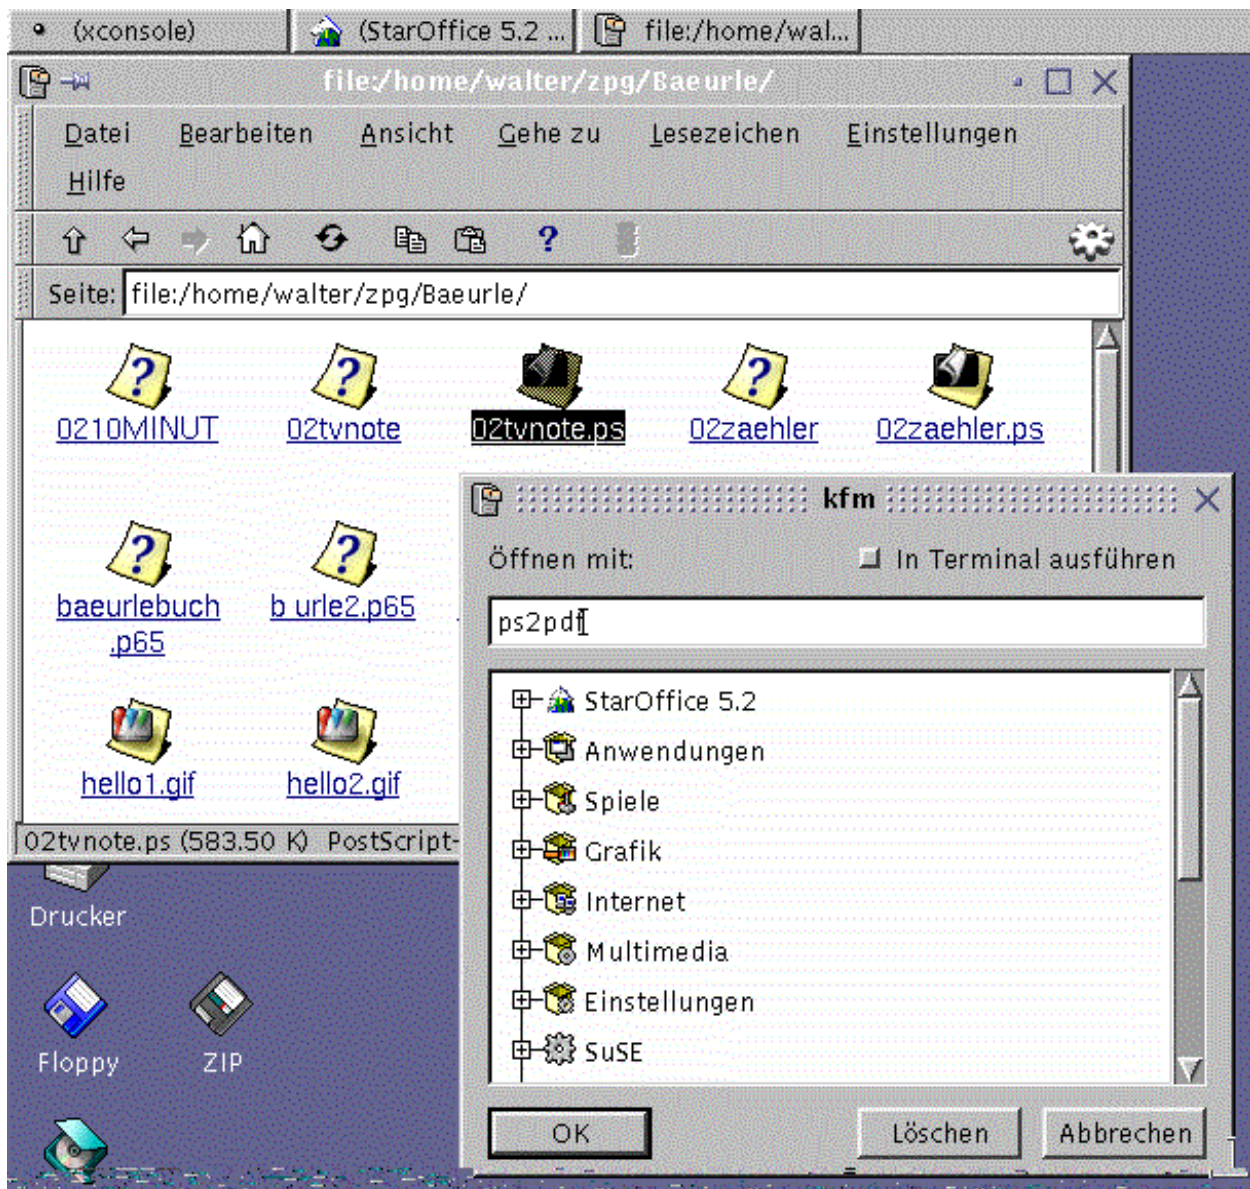 (xconsole)
(StarOffice 5.2 ...
file:/home/wal...
file:/home/walter/zpg/Baeurle/
Datei Bearbeiten Ansicht Gehe zu Lesezeichen Einstellungen
Hilfe
?
Seite: file:/home/walter/zpg/Baeurle/
0210MINUT 02tvnote 02tvnote.ps 02zaehler 02zaehler.ps
baeurlebuch
.p65
b urle2.p65
hello1.gif hello2.gif
02tvnote.ps (583.50 K) PostScript-
kfm
Öffnen mit:
In Terminal ausführen
ps2pdf
StarOffice 5.2
Anwendungen
Spiele
Grafik
Internet
Multimedia
Einstellungen
SuSE
OK Löschen Abbrechen
Drucker
Floppy ZIP